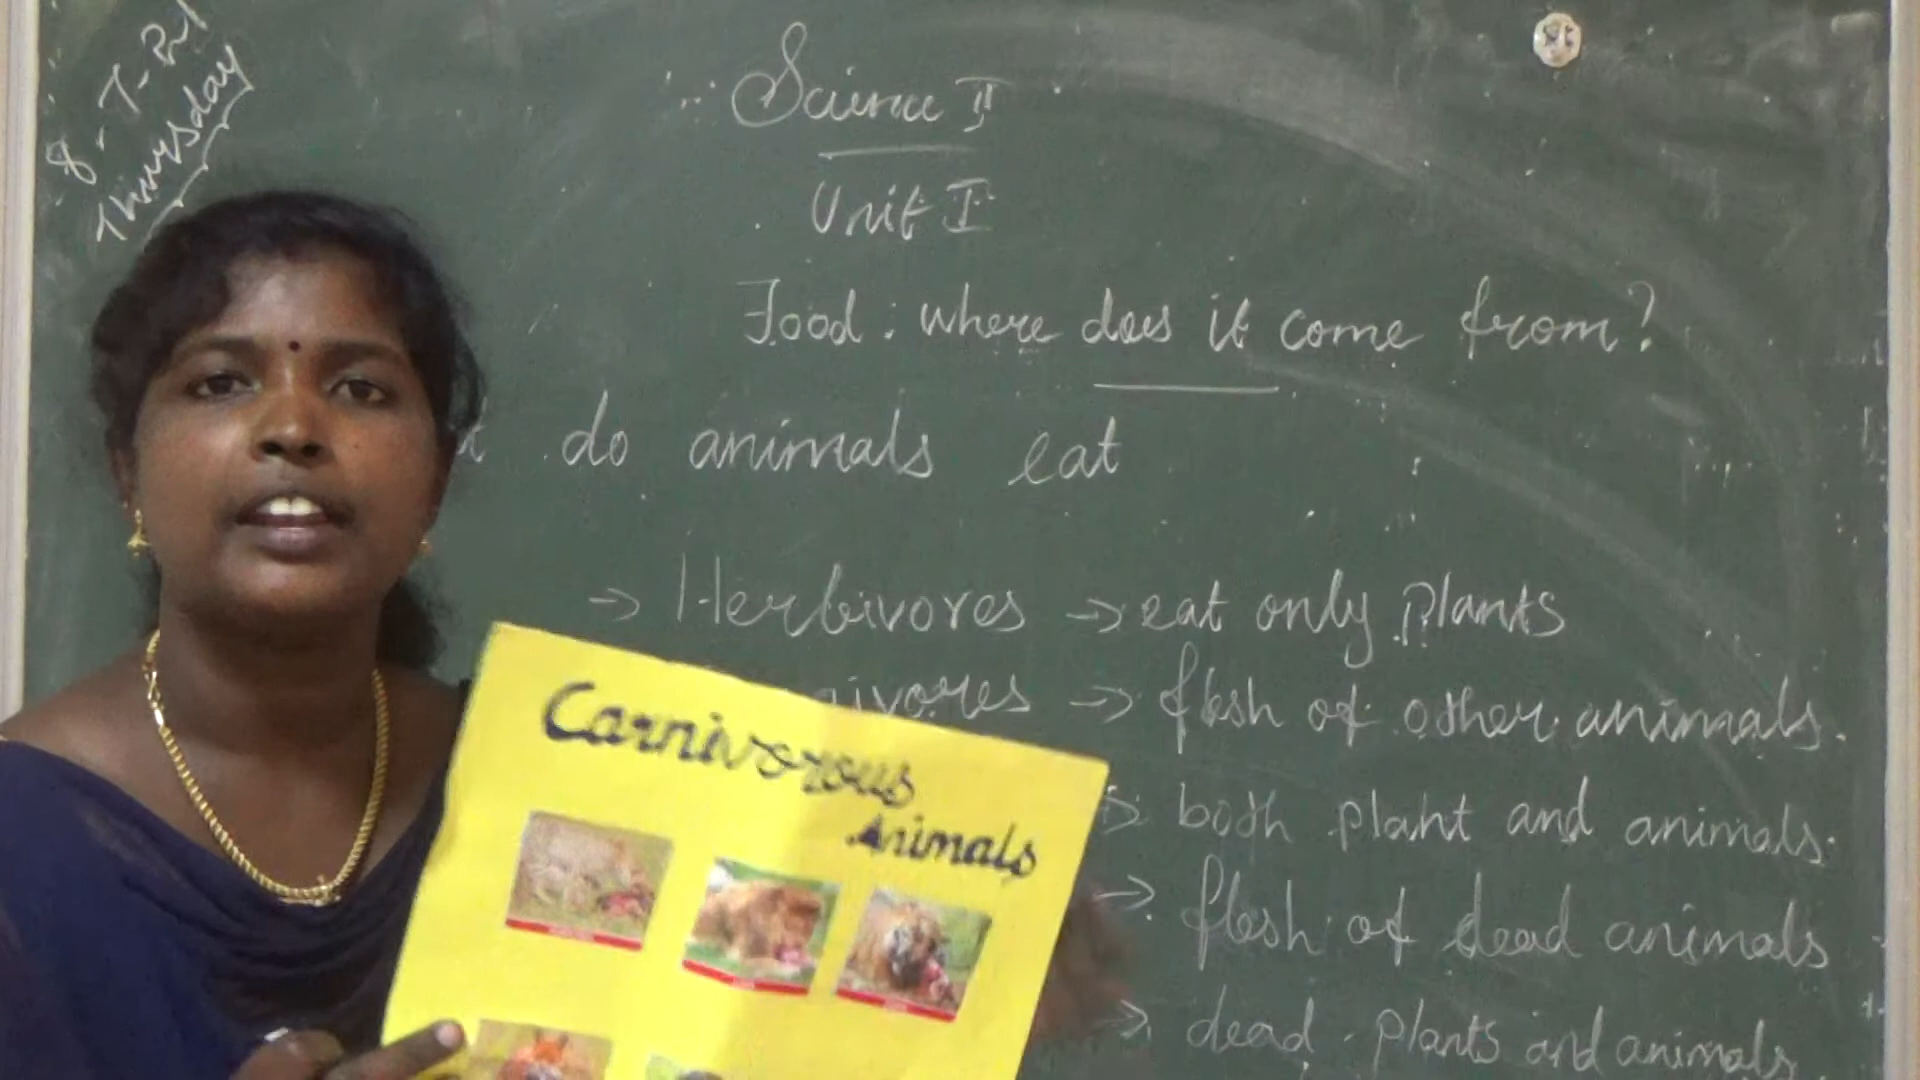 8-7-21
Thursday
Science II
Unit I
Food: where does it come from?
do animals eat
→ Herbivores → eat only plants
ivores → flesh of other animals.
→ both plant and animals.
→ flesh of dead animals
→ dead plants and animals.
Carnivorous
Animals